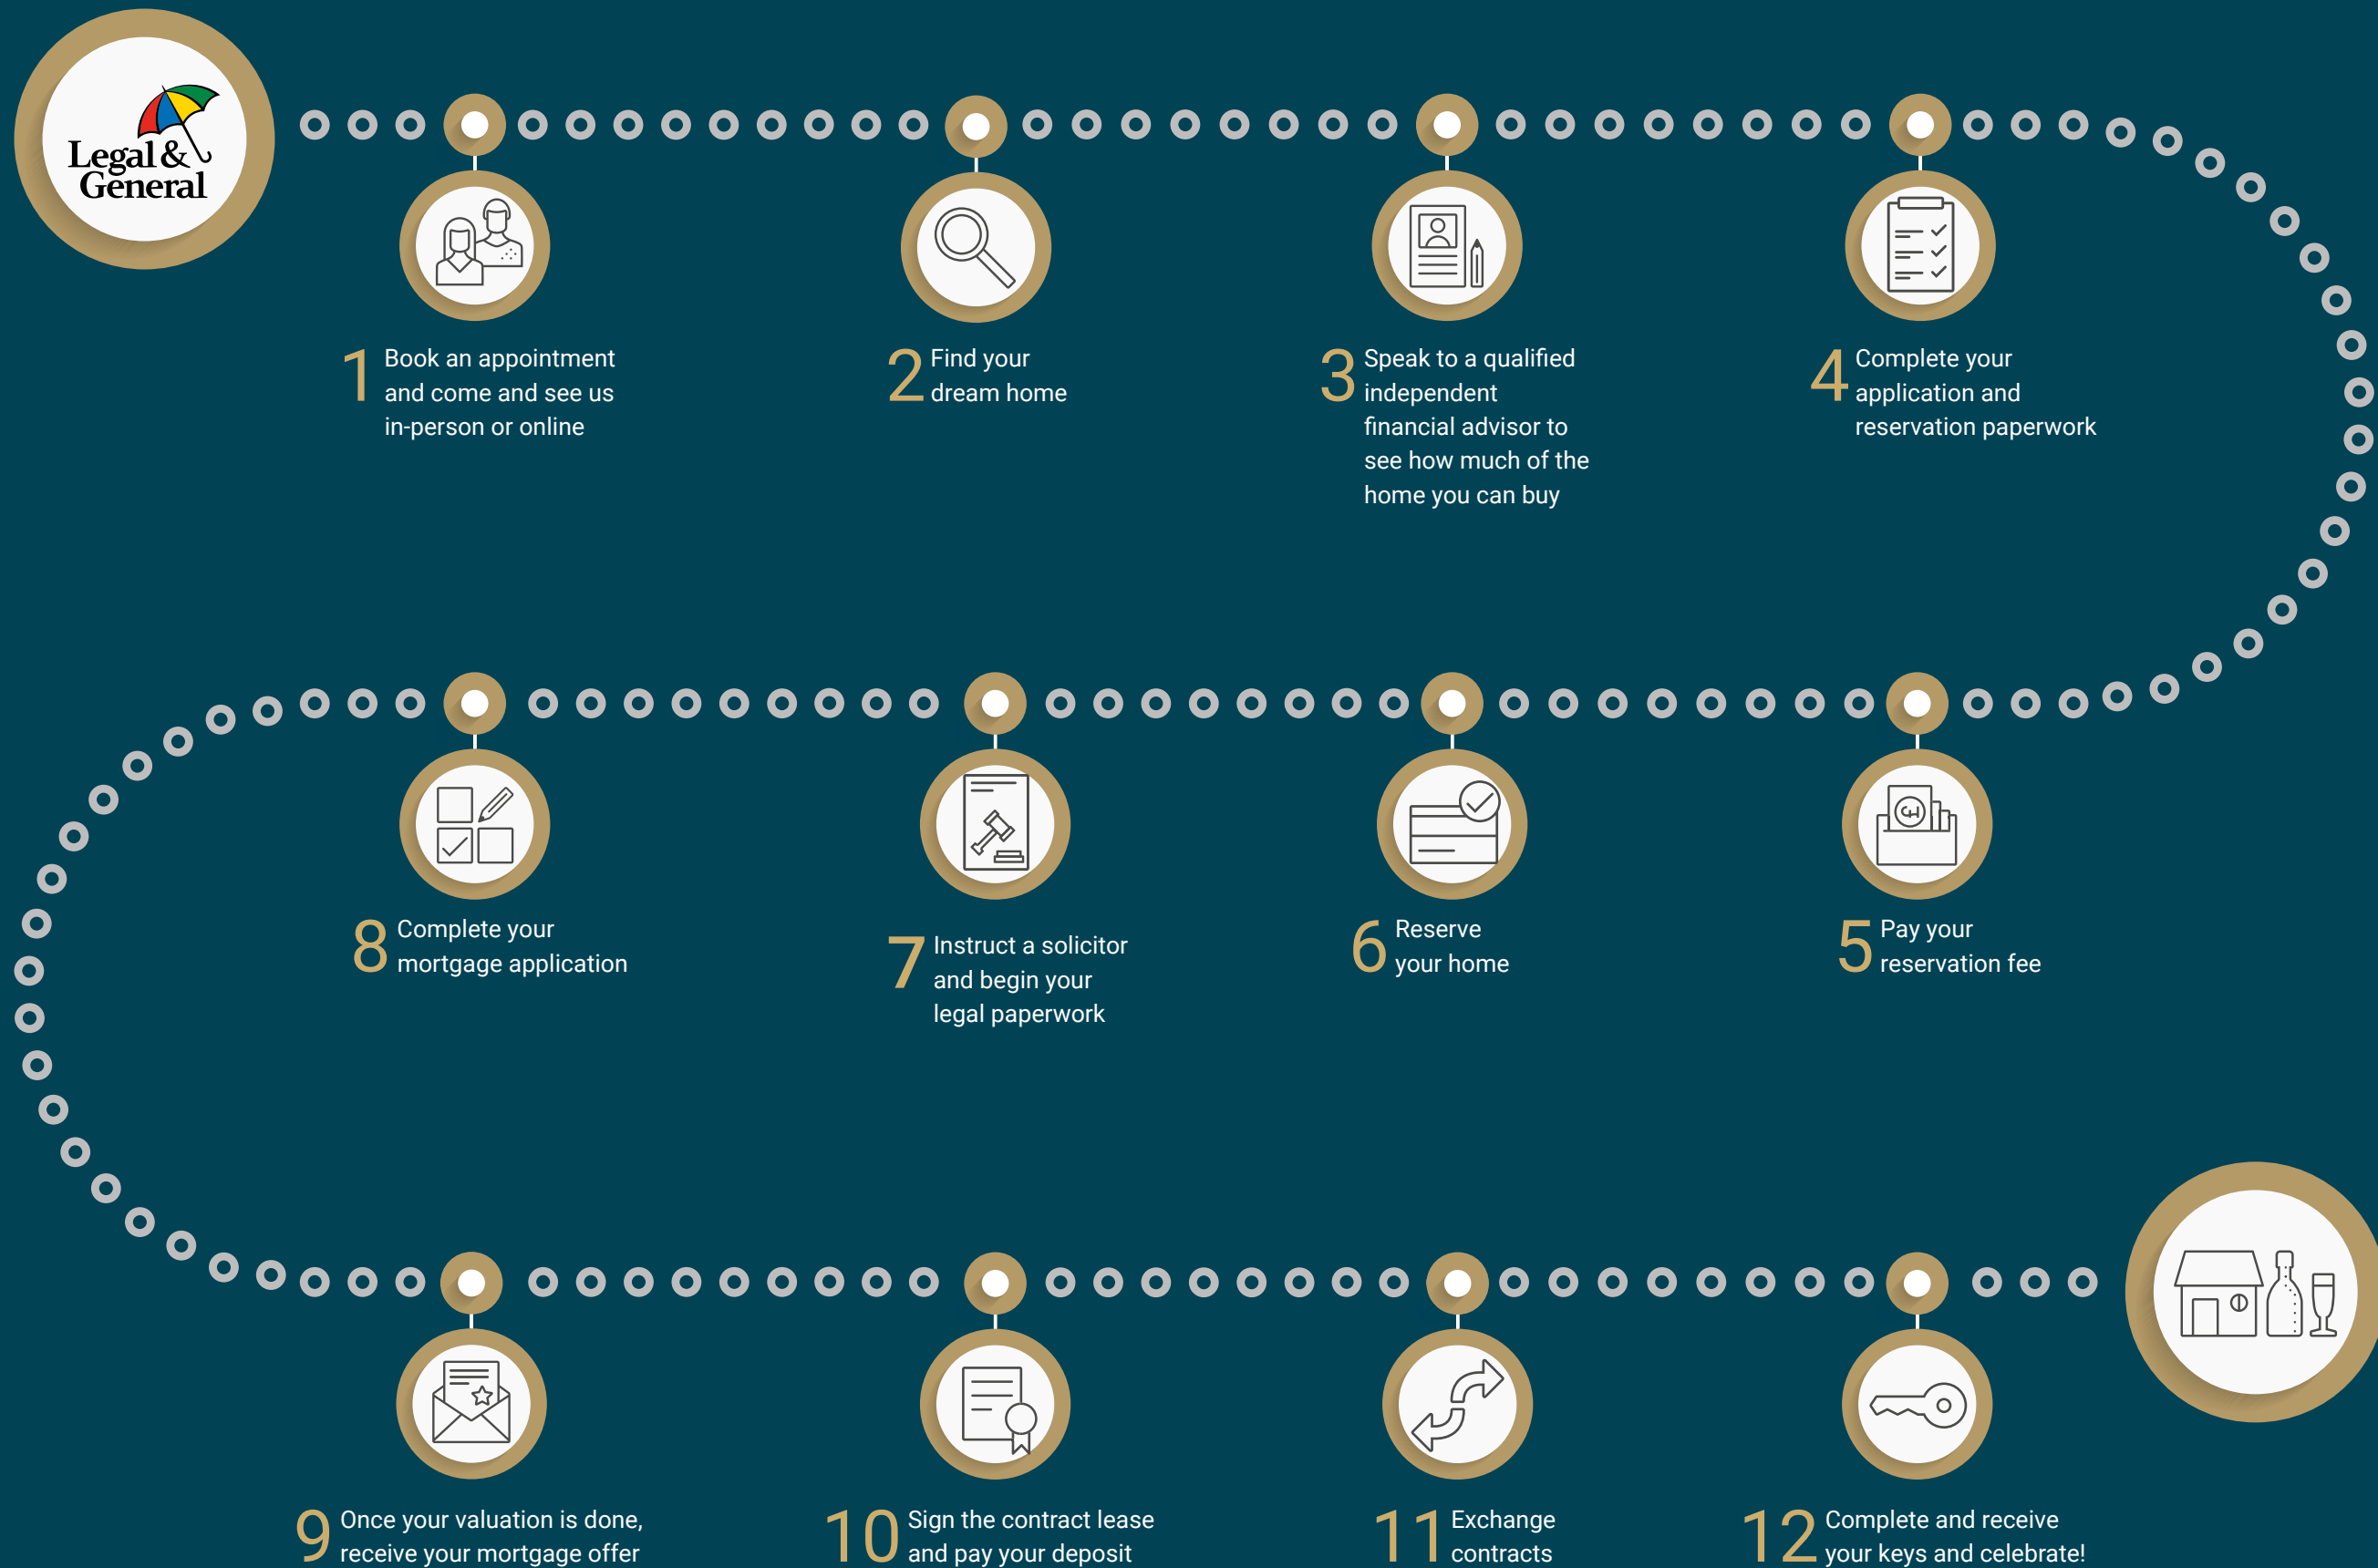 Legal &
General
1 Book an appointment
and come and see us
in-person or online
2 Find your
dream home
3 Speak to a qualified
independent
financial advisor to
see how much of the
home you can buy
4 Complete your
application and
reservation paperwork
5 Pay your
reservation fee
6 Reserve
your home
7 Instruct a solicitor
and begin your
legal paperwork
8 Complete your
mortgage application
9 Once your valuation is done,
receive your mortgage offer
10 Sign the contract lease
and pay your deposit
11 Exchange
contracts
12 Complete and receive
your keys and celebrate!